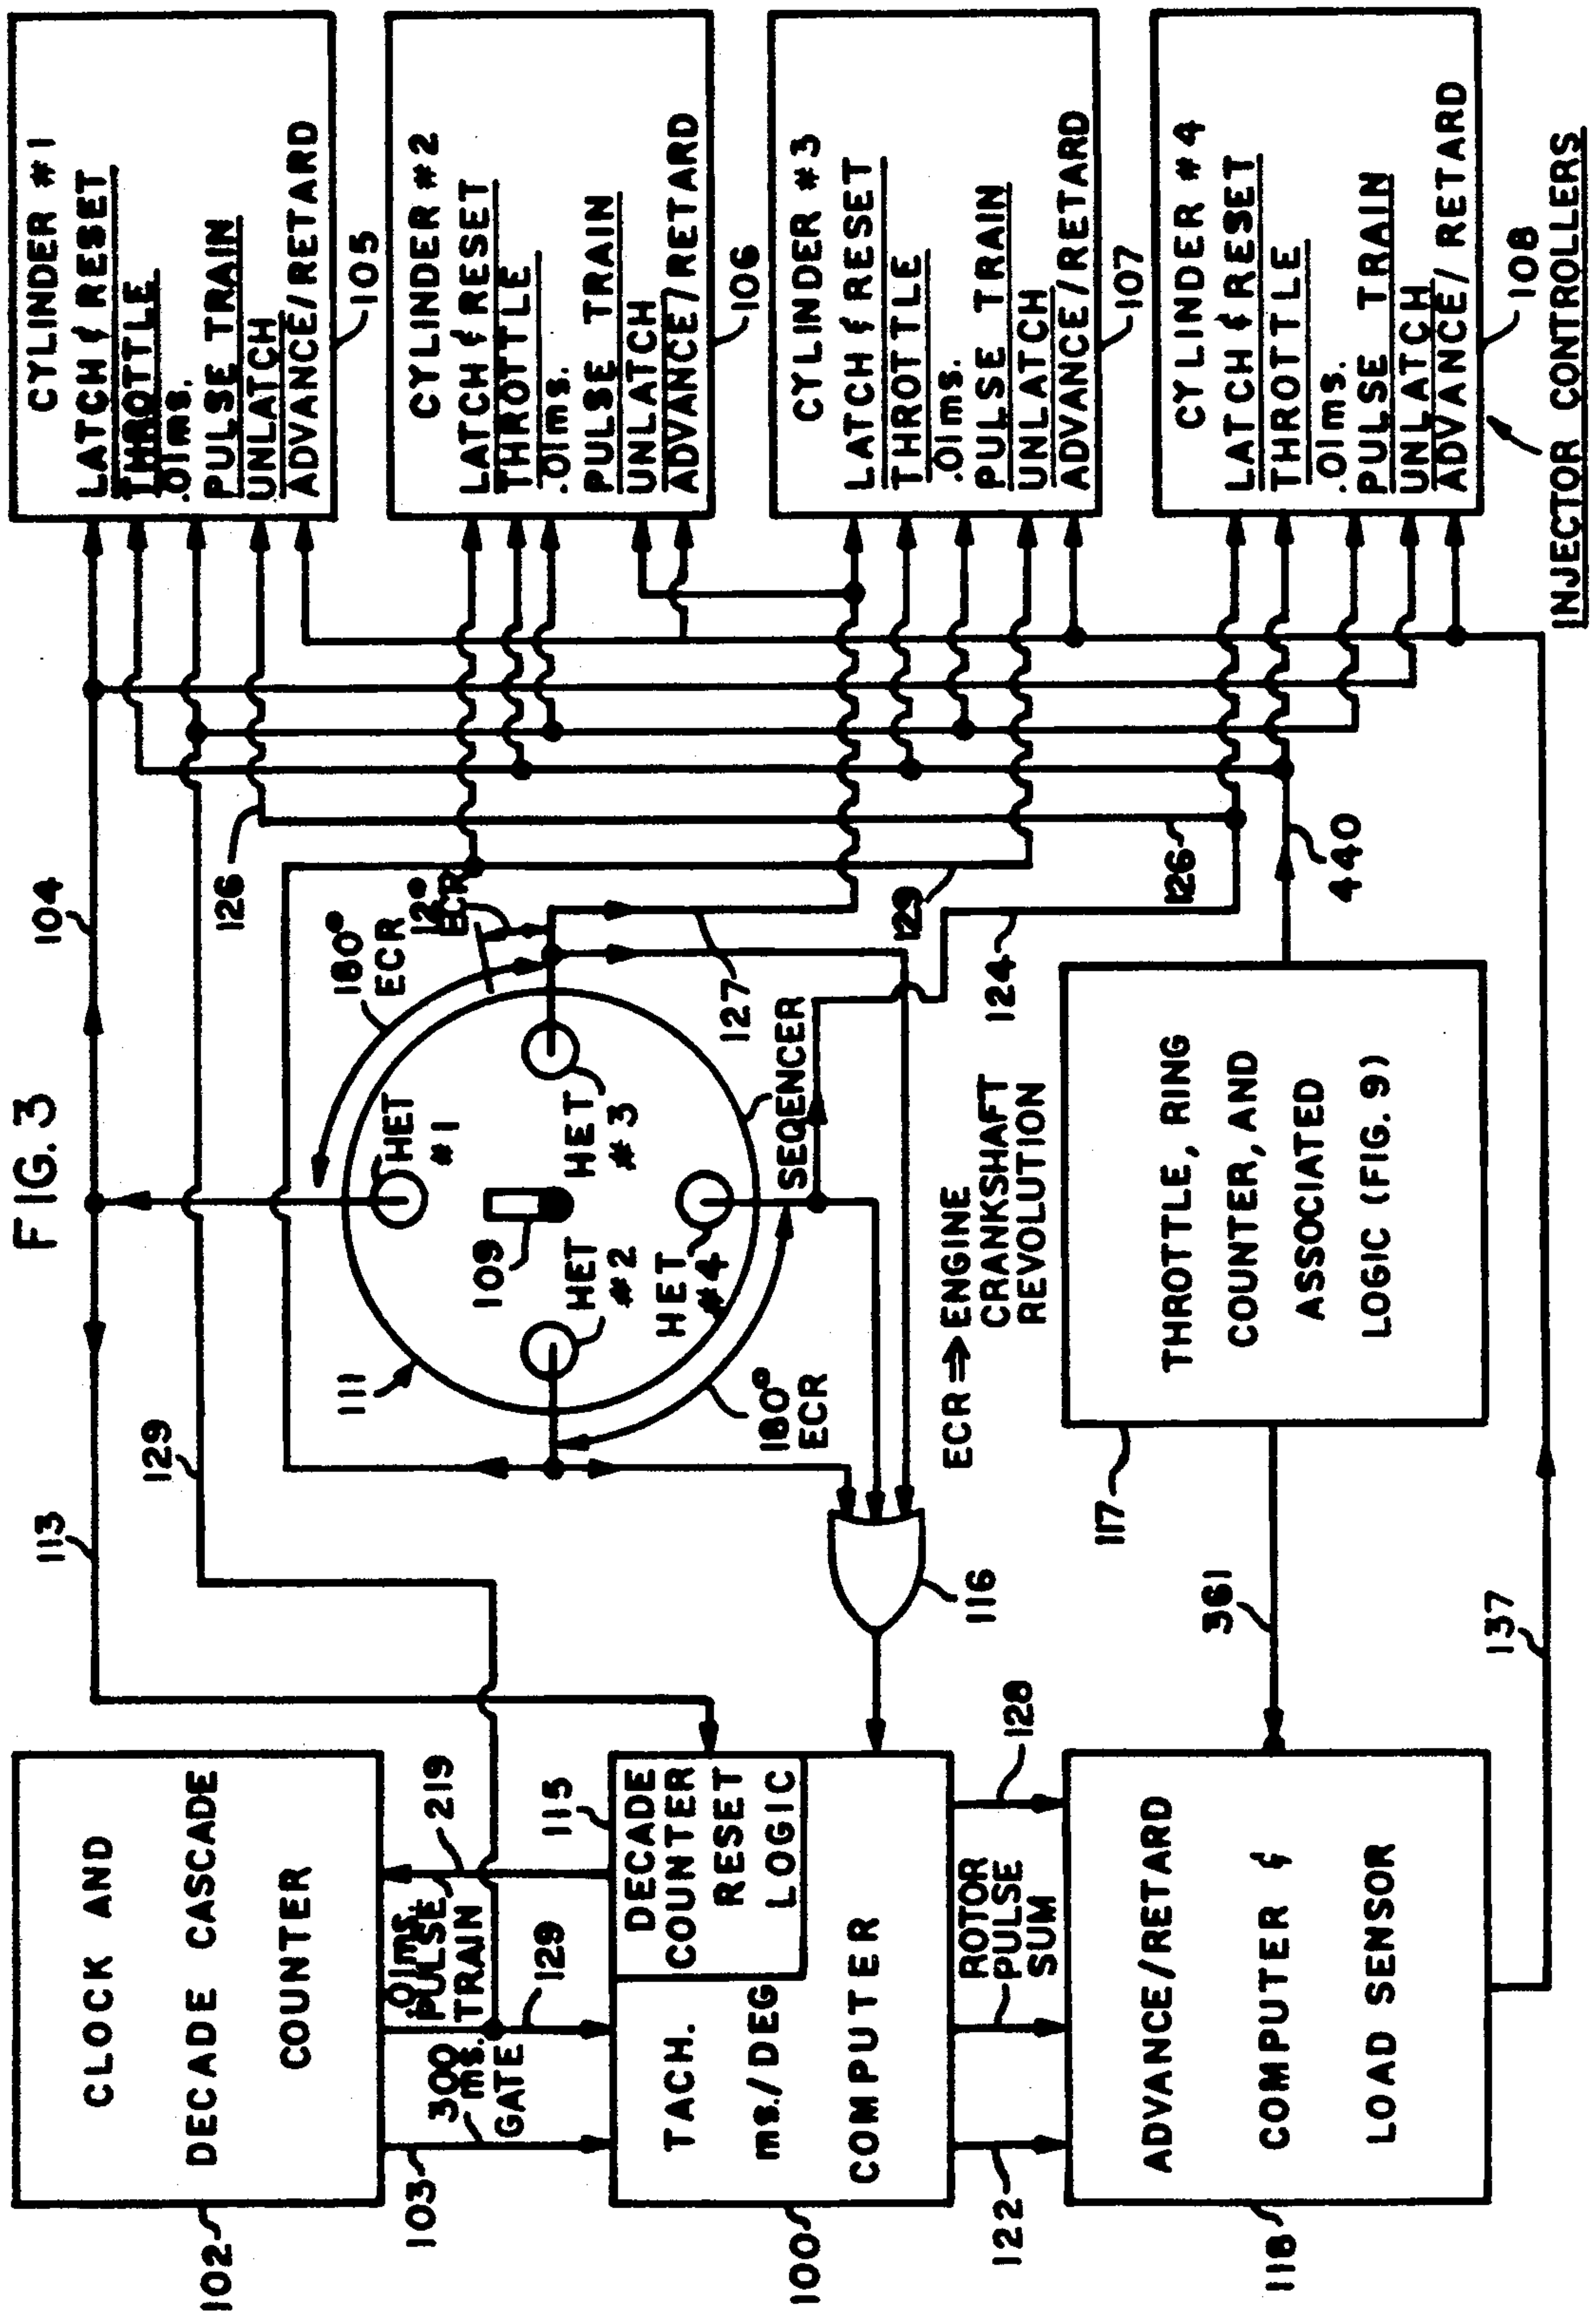 FIG. 3
102
CLOCK AND
DECADE CASCADE
COUNTER
103
300
ms.
GATE
.01ms.
PULSE
TRAIN
129
219
100
TACH.
ms./DEG
COMPUTER
115
DECADE
COUNTER
RESET
LOGIC
122
ROTOR
PULSE
SUM
128
118
ADVANCE/RETARD
COMPUTER &
LOAD SENSOR
137
113
129
116
361
117
THROTTLE, RING
COUNTER, AND
ASSOCIATED
LOGIC (FIG. 9)
440
ECR⇒ENGINE
CRANKSHAFT
REVOLUTION
111
109
HET
#1
HET
#2
HET
#3
HET
#4
180°
ECR
180°
ECR
12°
ECR
SEQENCER
127
124
129
126
126
104
CYLINDER #1
LATCH & RESET
THROTTLE
.01ms.
PULSE TRAIN
UNLATCH
ADVANCE/RETARD
105
CYLINDER #2
LATCH & RESET
THROTTLE
.01ms.
PULSE TRAIN
UNLATCH
ADVANCE/RETARD
106
CYLINDER #3
LATCH & RESET
THROTTLE
.01ms.
PULSE TRAIN
UNLATCH
ADVANCE/RETARD
107
CYLINDER #4
LATCH & RESET
THROTTLE
.01ms.
PULSE TRAIN
UNLATCH
ADVANCE/RETARD
108
INJECTOR CONTROLLERS